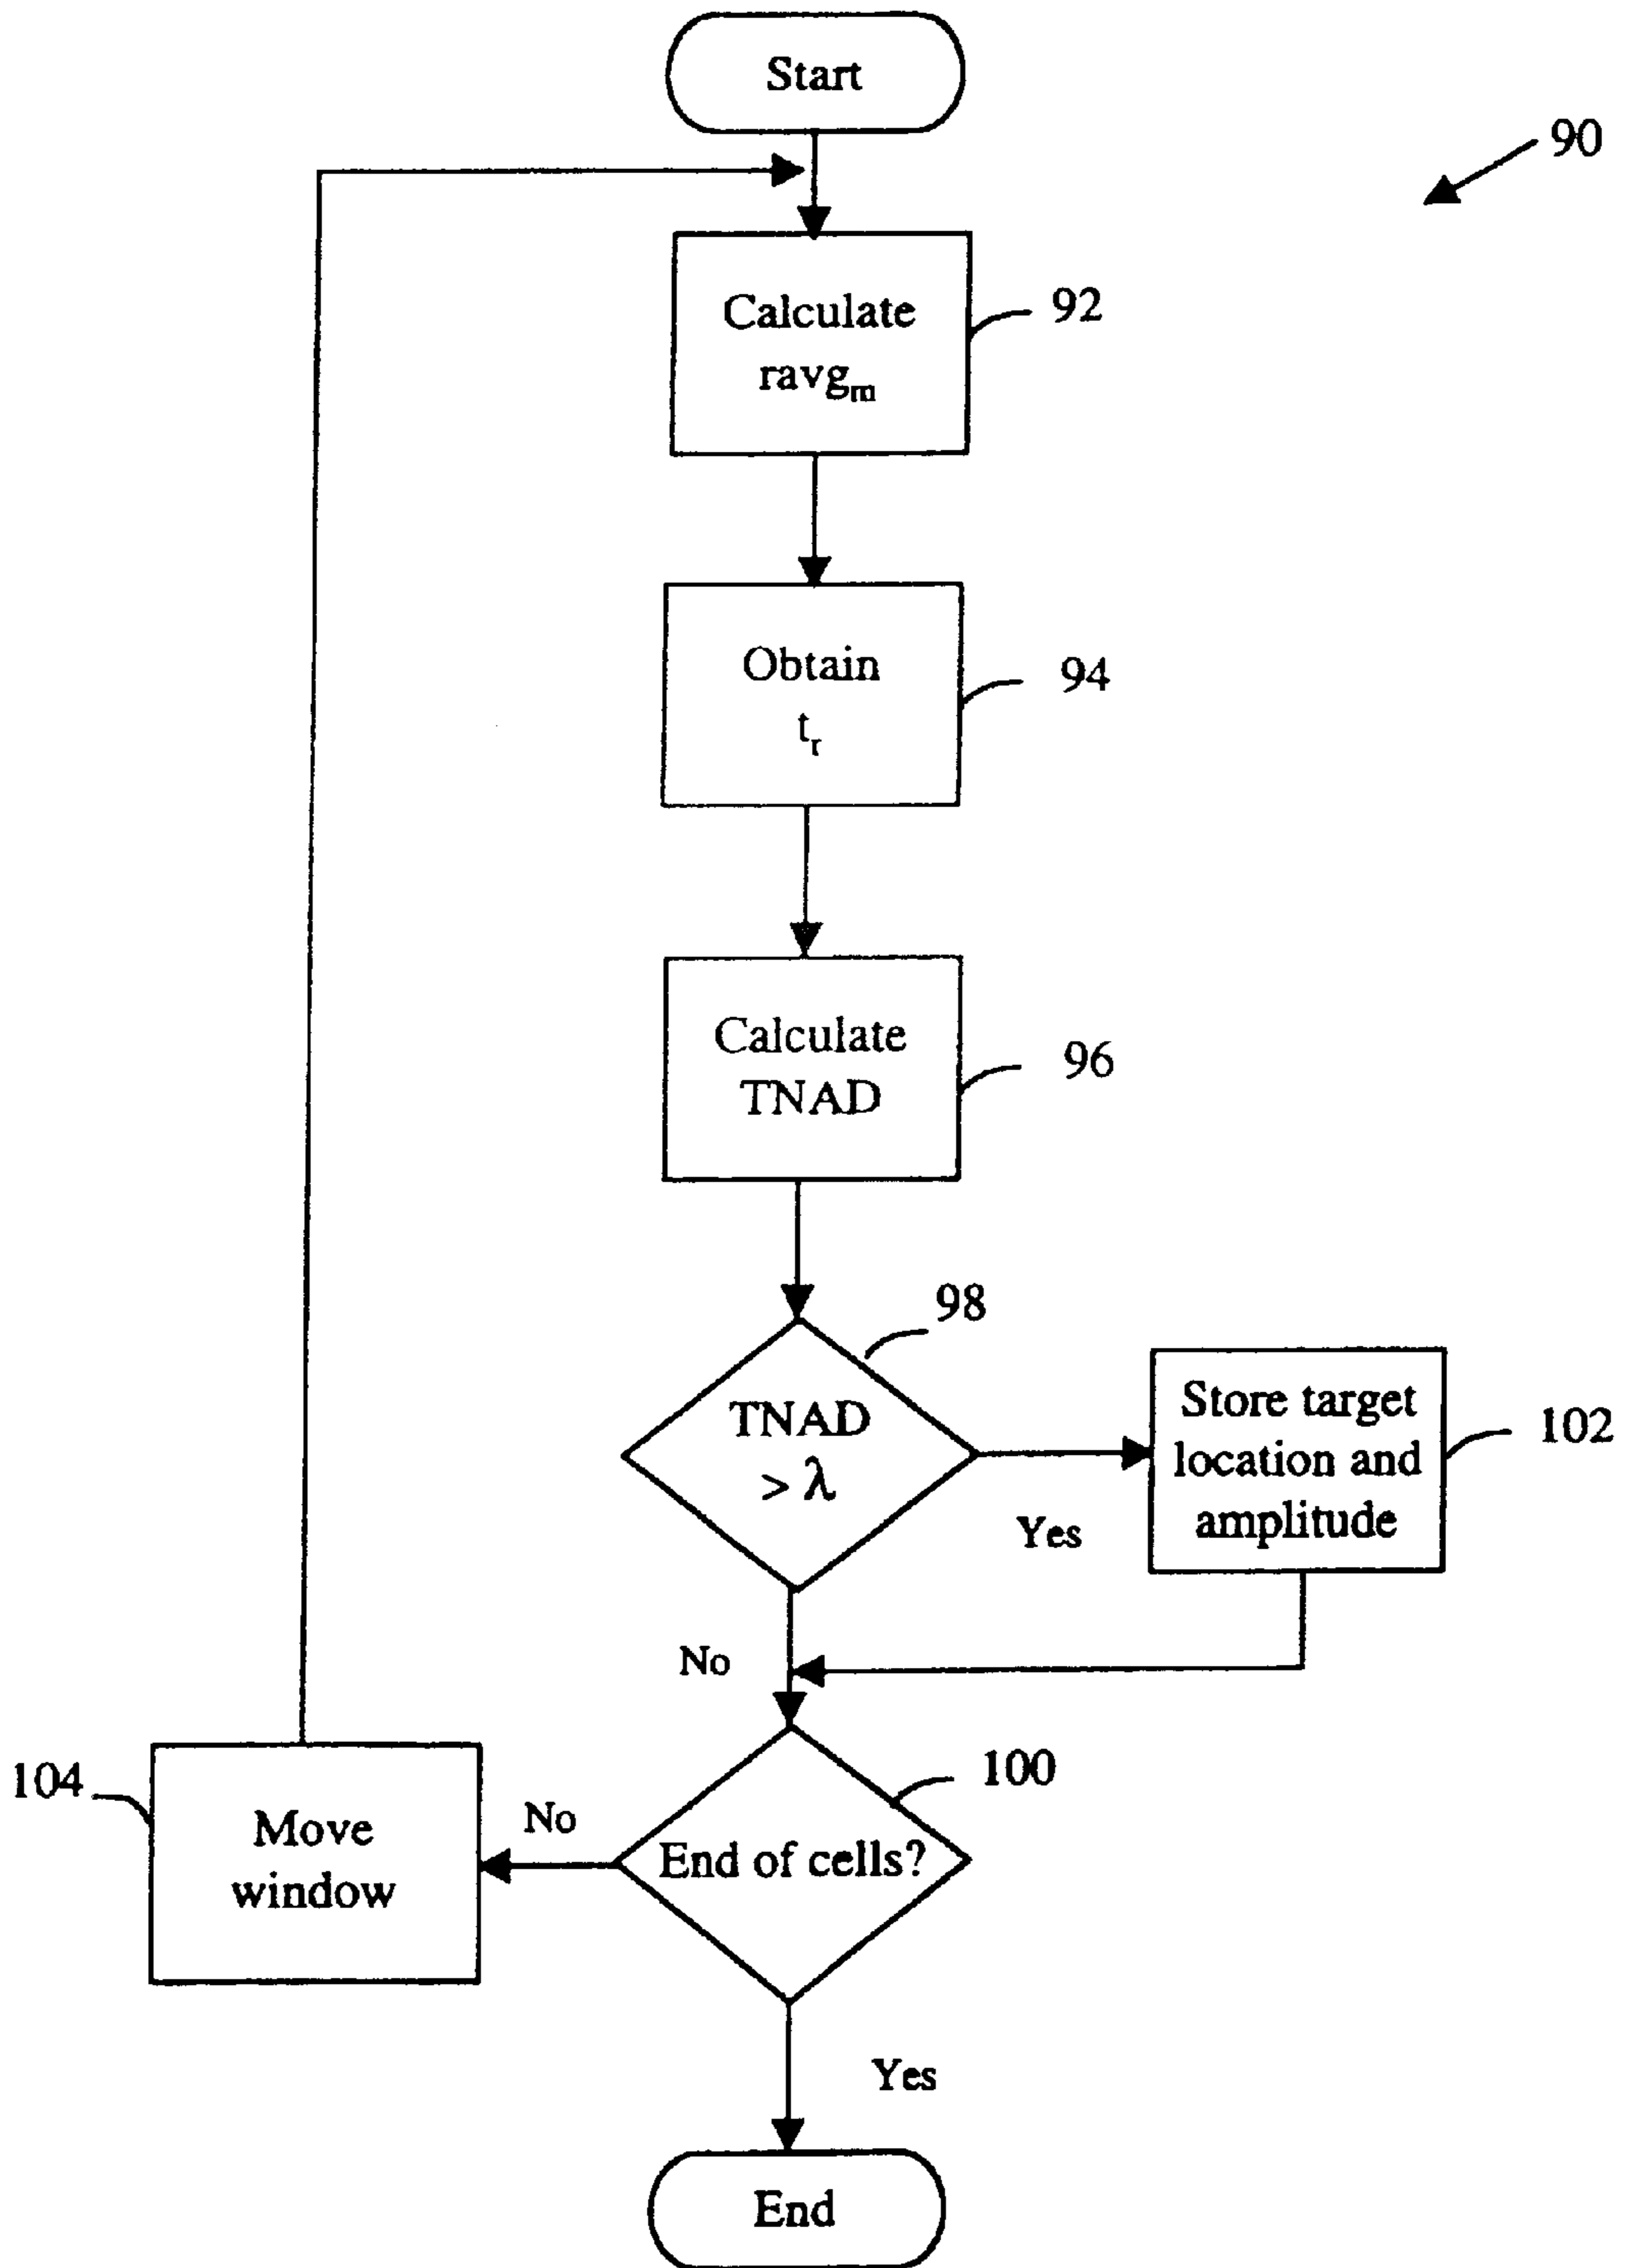 Start
90
Calculate
ravgₘ
92
Obtain
tᵣ
94
Calculate
TNAD
96
98
TNAD
> λ
Yes
Store target
location and
amplitude
102
No
104
Move
window
No
100
End of cells?
Yes
End